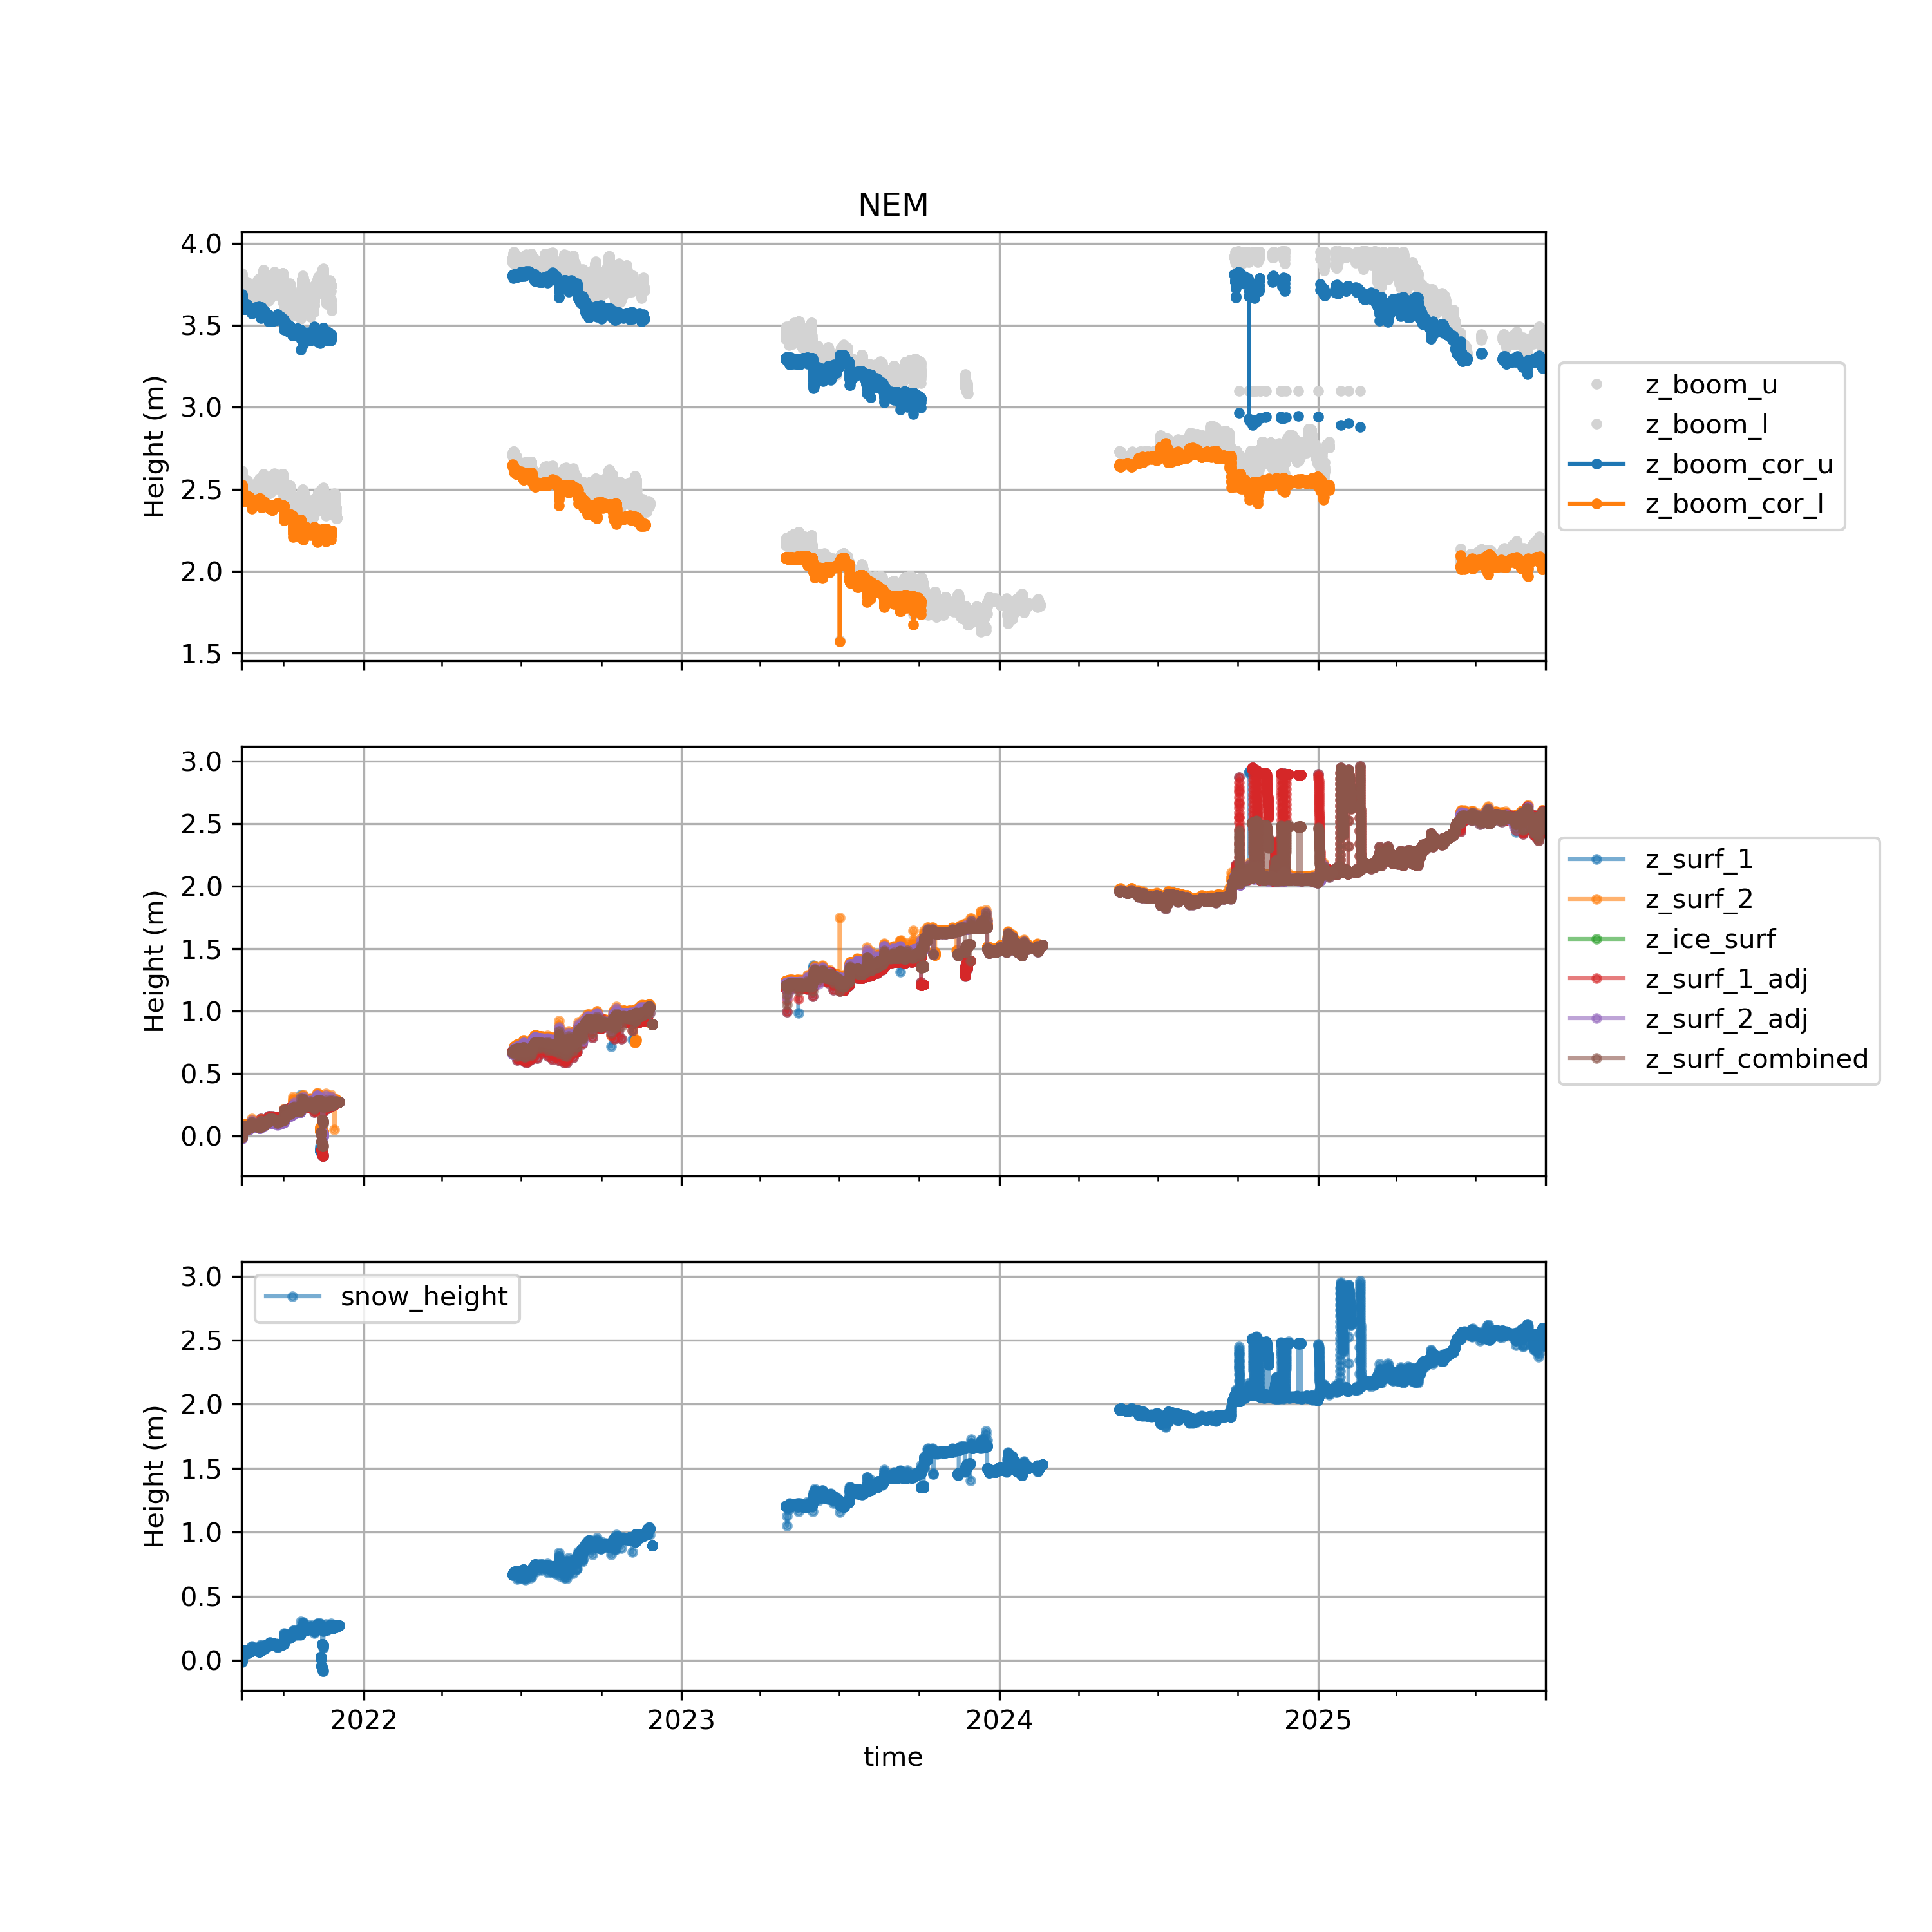 NEM
4.0
3.5
3.0
2.5
2.0
1.5
Height (m)
z_boom_u
z_boom_l
z_boom_cor_u
z_boom_cor_l
3.0
2.5
2.0
1.5
1.0
0.5
0.0
Height (m)
z_surf_1
z_surf_2
z_ice_surf
z_surf_1_adj
z_surf_2_adj
z_surf_combined
3.0
2.5
2.0
1.5
1.0
0.5
0.0
Height (m)
snow_height
2022 2023 2024 2025
time